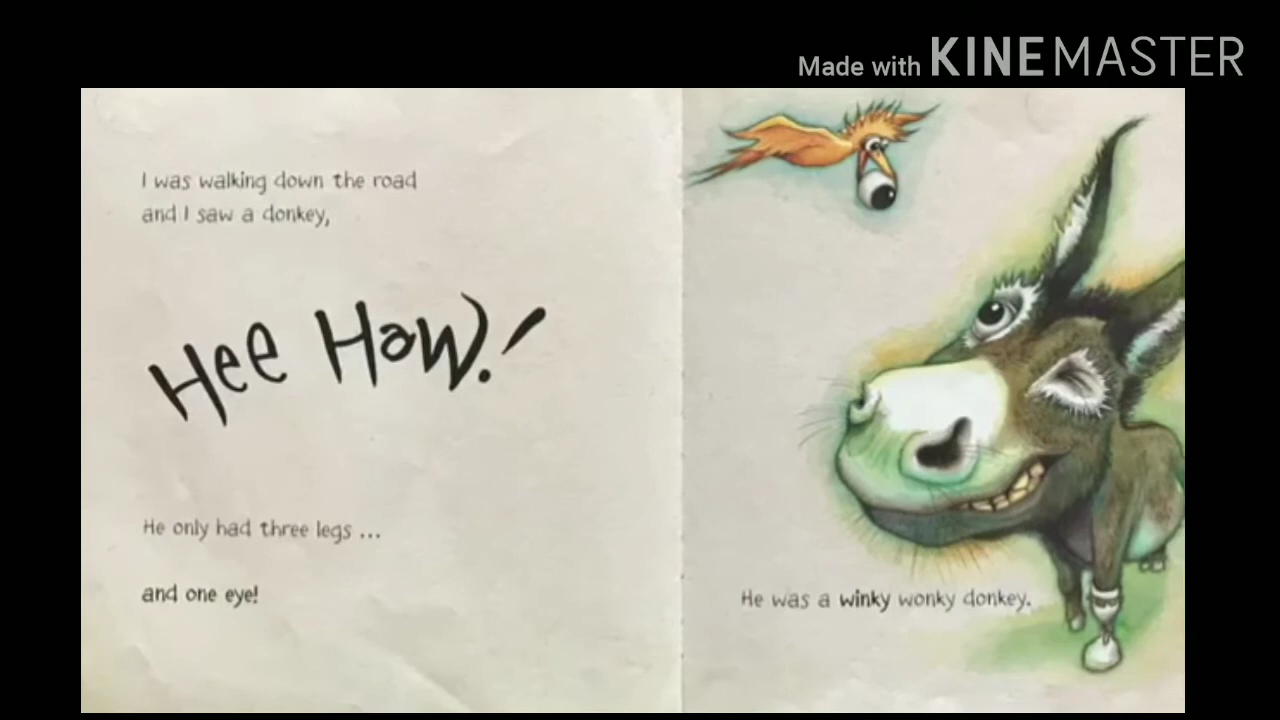 Made with KINEMASTER
I was walking down the road
and I saw a donkey,
Hee Haw!
He only had three legs ...
and one eye!
He was a winky wonky donkey.